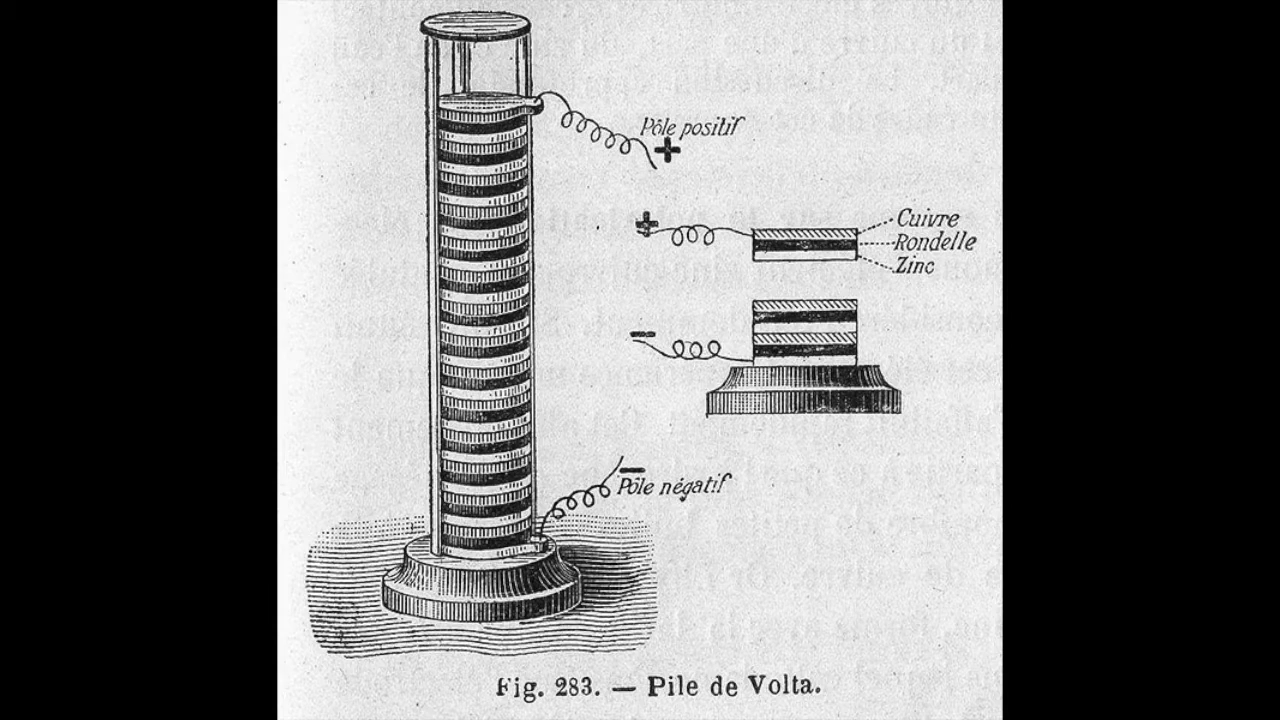 Pôle positif
+
+
Cuivre
Rondelle
Zinc
−
−
Pôle négatif
Fig. 283. — Pile de Volta.